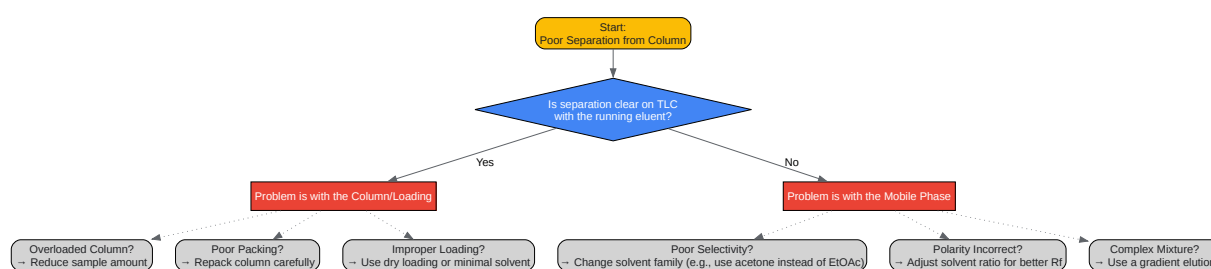 Start:
Poor Separation from Column
Is separation clear on TLC
with the running eluent?
Yes
No
Problem is with the Column/Loading
Problem is with the Mobile Phase
Overloaded Column?
→ Reduce sample amount
Poor Packing?
→ Repack column carefully
Improper Loading?
→ Use dry loading or minimal solvent
Poor Selectivity?
→ Change solvent family (e.g., use acetone instead of EtOAc)
Polarity Incorrect?
→ Adjust solvent ratio for better Rf
Complex Mixture?
→ Use a gradient elution